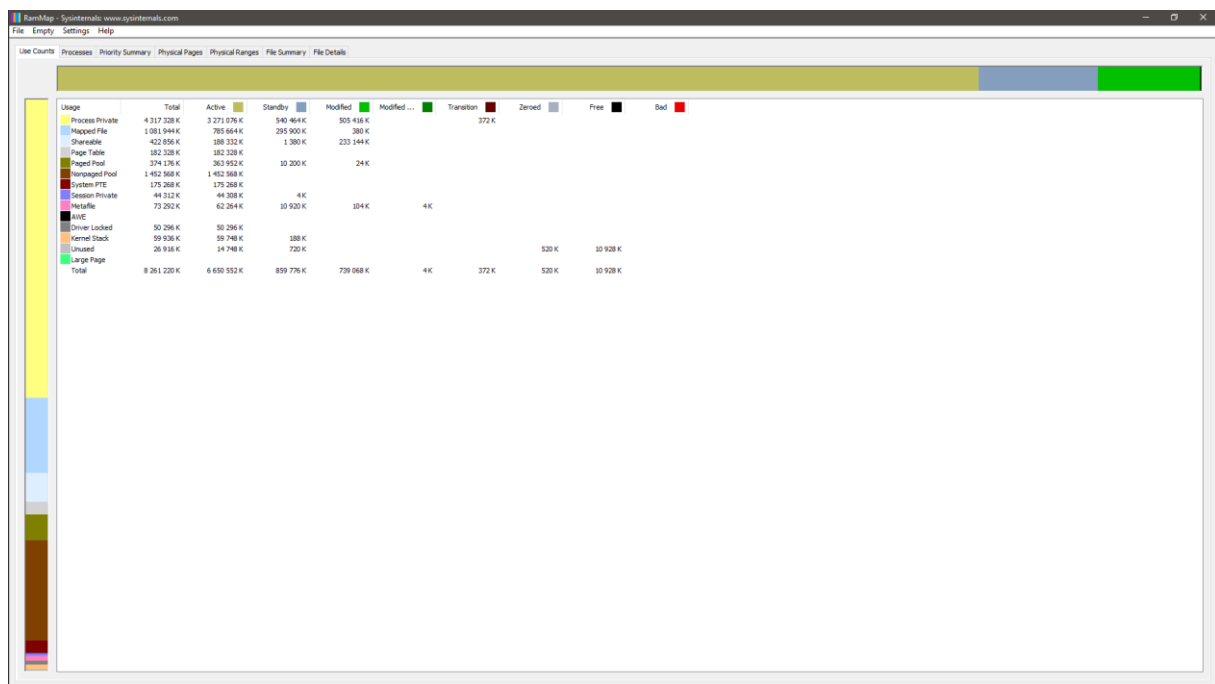 RamMap - Sysinternals: www.sysinternals.com
File Empty Settings Help
Use Counts Processes Priority Summary Physical Pages Physical Ranges File Summary File Details
Usage Total Active Standby Modified Modified ... Transition Zeroed Free Bad
Process Private 4 317 328 K 3 271 076 K 540 464 K 505 416 K 372 K
Mapped File 1 081 944 K 785 664 K 295 900 K 380 K
Shareable 422 856 K 188 332 K 1 380 K 233 144 K
Page Table 182 328 K 182 328 K
Paged Pool 374 176 K 363 952 K 10 200 K 24 K
Nonpaged Pool 1 452 568 K 1 452 568 K
System PTE 175 268 K 175 268 K
Session Private 44 312 K 44 308 K 4 K
Metafile 73 292 K 62 264 K 10 920 K 104 K 4 K
AWE
Driver Locked 50 296 K 50 296 K
Kernel Stack 59 936 K 59 748 K 188 K
Unused 26 916 K 14 748 K 720 K 520 K 10 928 K
Large Page
Total 8 261 220 K 6 650 552 K 859 776 K 739 068 K 4 K 372 K 520 K 10 928 K